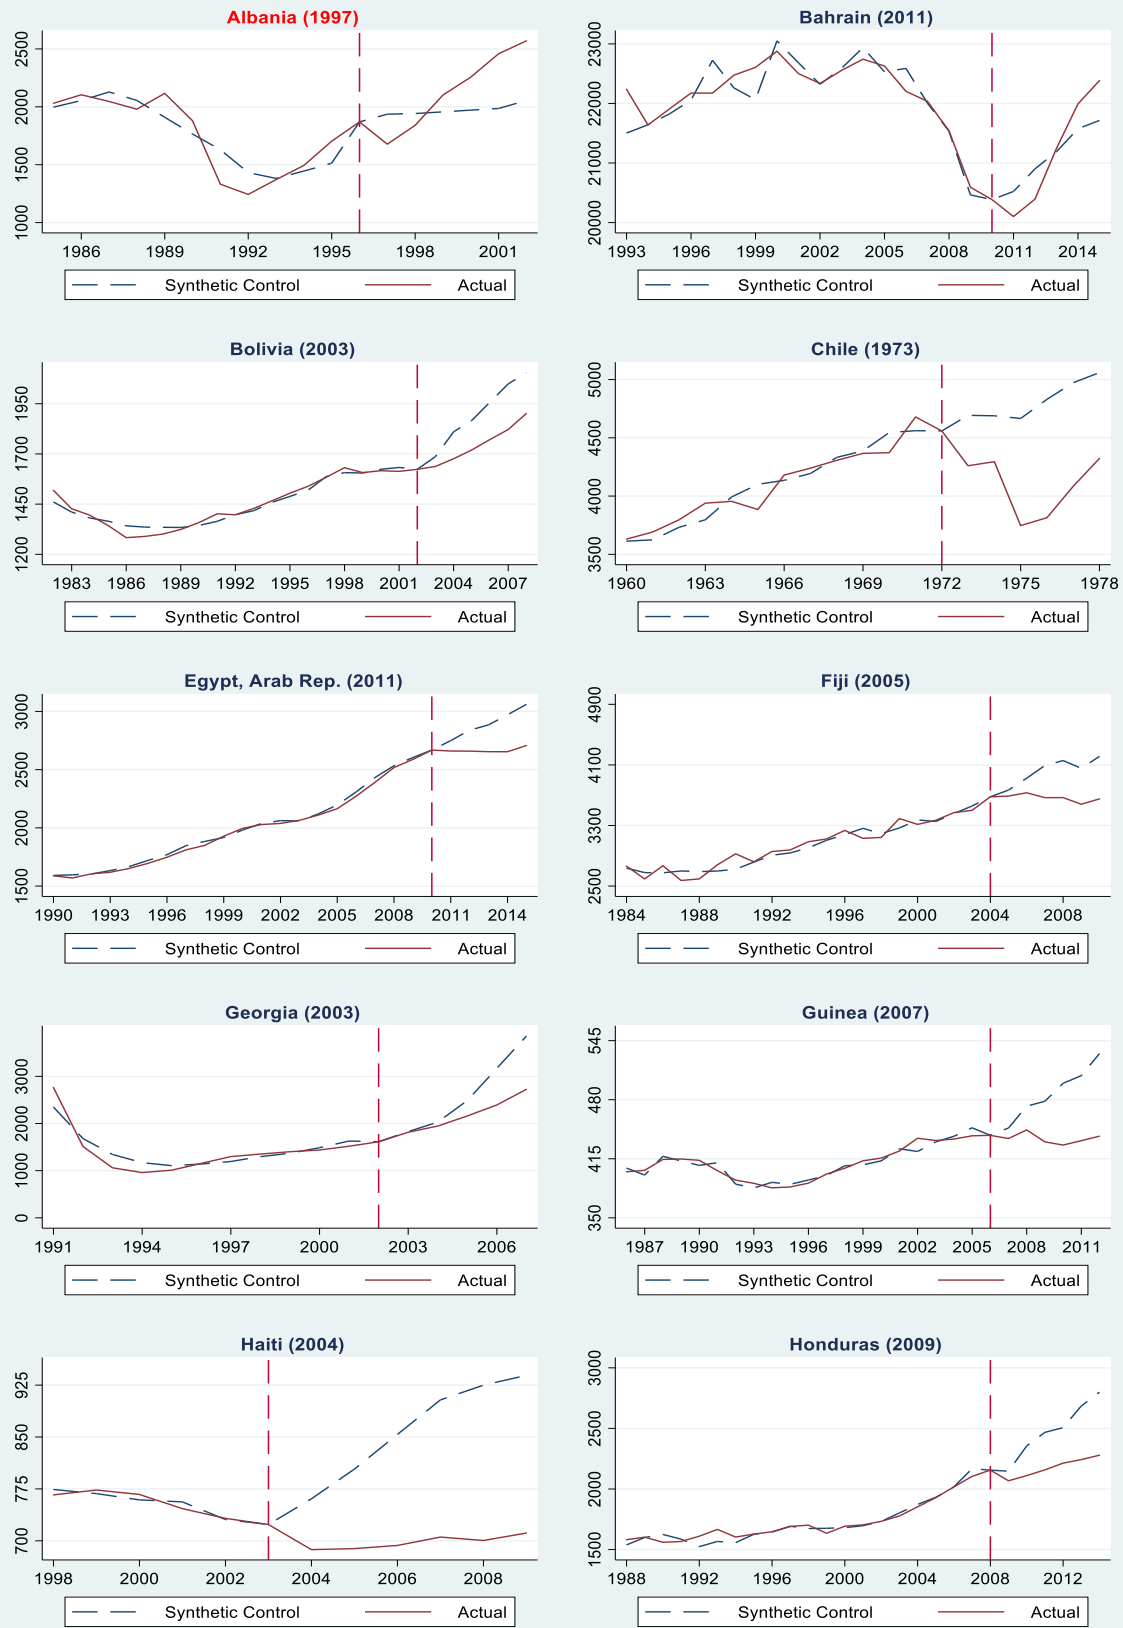 Albania (1997)
2500
2000
1500
1000
1986 1989 1992 1995 1998 2001
Synthetic Control Actual
Bahrain (2011)
23000
22000
21000
20000
1993 1996 1999 2002 2005 2008 2011 2014
Synthetic Control Actual
Bolivia (2003)
1950
1700
1450
1200
1983 1986 1989 1992 1995 1998 2001 2004 2007
Synthetic Control Actual
Chile (1973)
5000
4500
4000
3500
1960 1963 1966 1969 1972 1975 1978
Synthetic Control Actual
Egypt, Arab Rep. (2011)
3000
2500
2000
1500
1990 1993 1996 1999 2002 2005 2008 2011 2014
Synthetic Control Actual
Fiji (2005)
4900
4100
3300
2500
1984 1988 1992 1996 2000 2004 2008
Synthetic Control Actual
Georgia (2003)
3000
2000
1000
0
1991 1994 1997 2000 2003 2006
Synthetic Control Actual
Guinea (2007)
545
480
415
350
1987 1990 1993 1996 1999 2002 2005 2008 2011
Synthetic Control Actual
Haiti (2004)
925
850
775
700
1998 2000 2002 2004 2006 2008
Synthetic Control Actual
Honduras (2009)
3000
2500
2000
1500
1988 1992 1996 2000 2004 2008 2012
Synthetic Control Actual